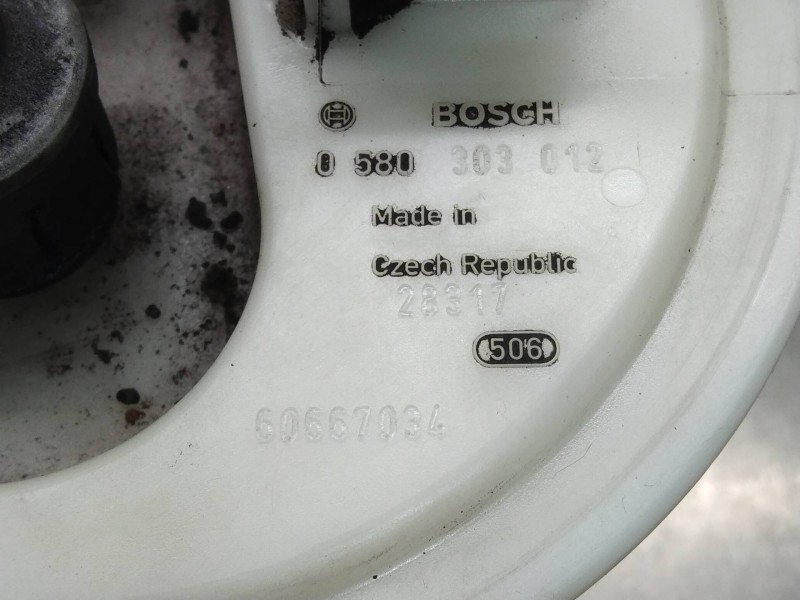 BOSCH
0 580 303 012
Made in
Czech Republic
28317
506
60667034